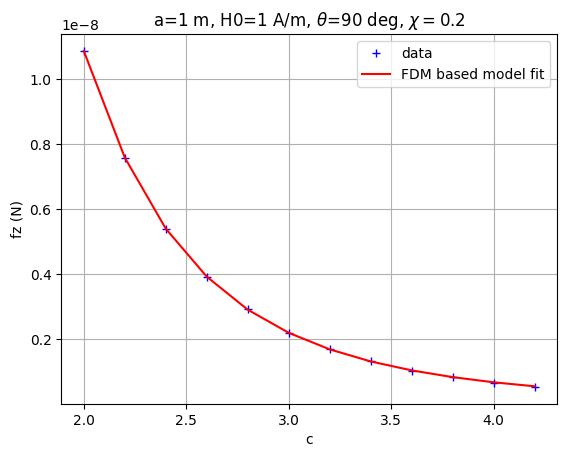 a=1 m, H0=1 A/m, θ=90 deg, χ = 0.2
1e−8
data
FDM based model fit
1.0
0.8
0.6
0.4
0.2
fz (N)
2.0 2.5 3.0 3.5 4.0
c